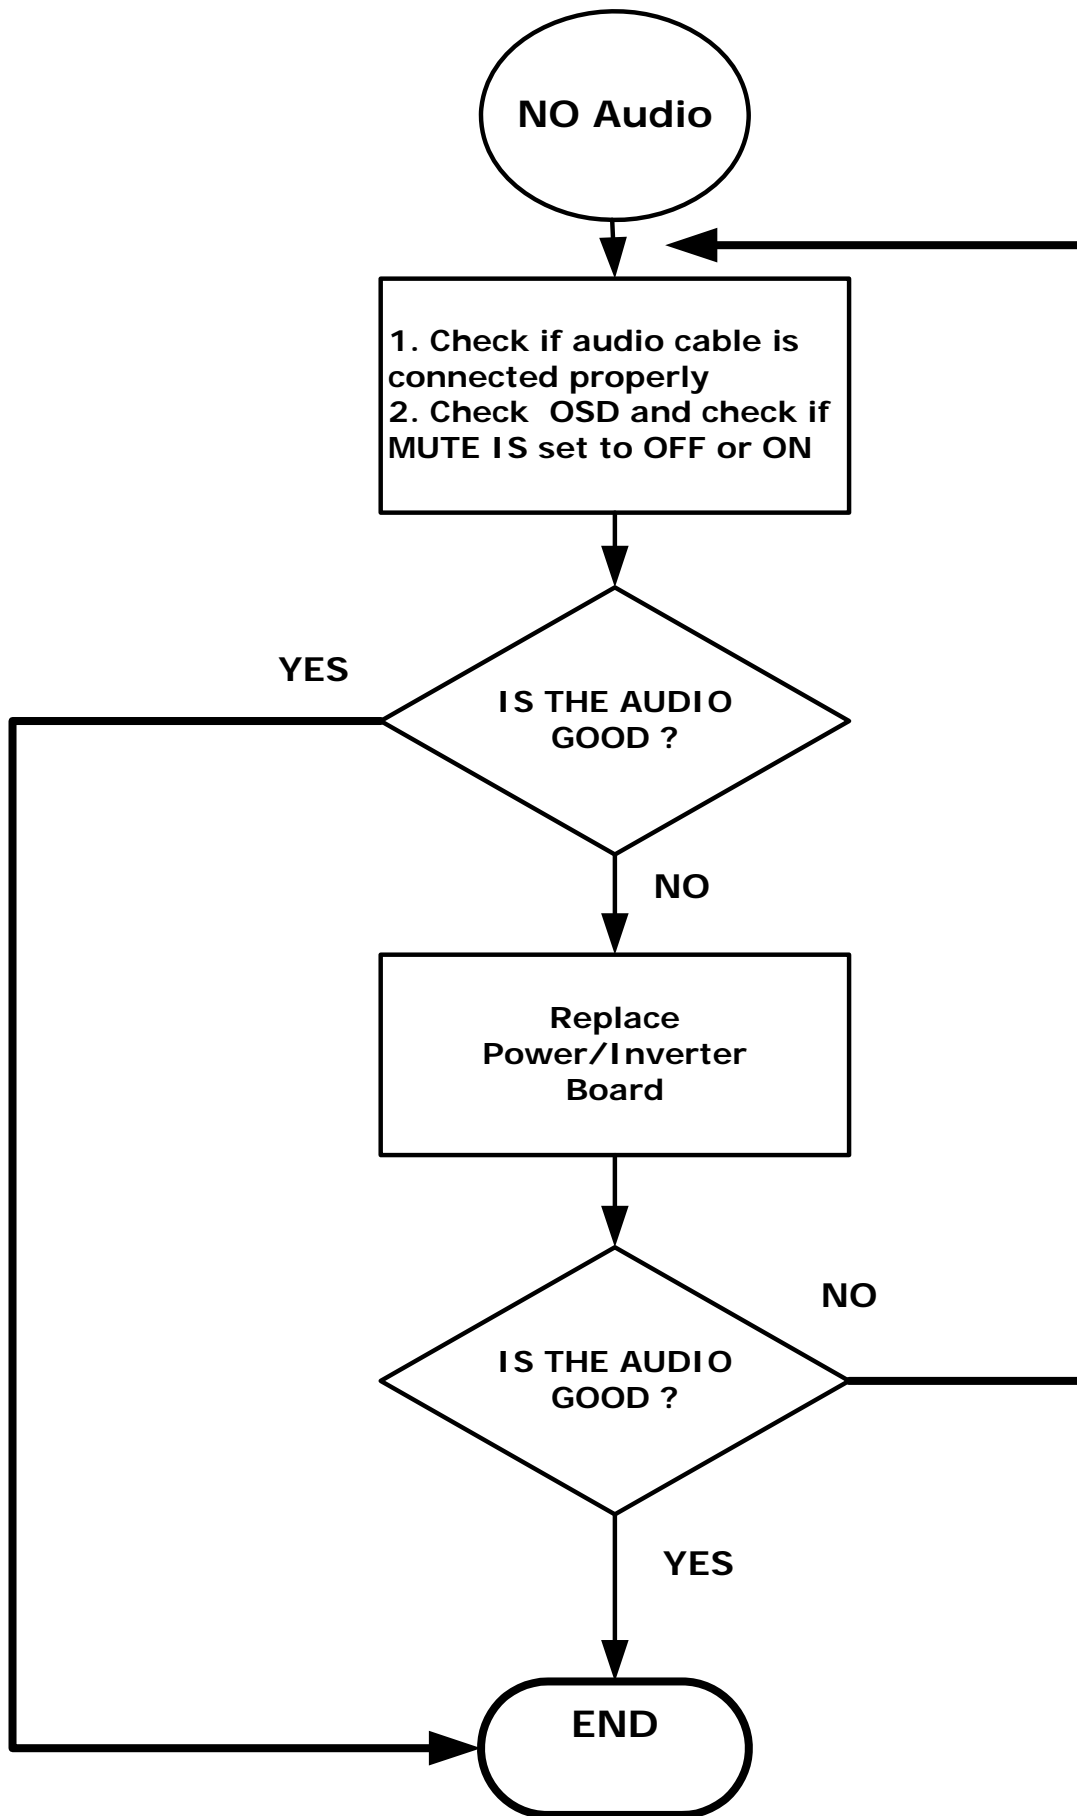 NO Audio
1. Check if audio cable is
connected properly
2. Check  OSD and check if
MUTE IS set to OFF or ON
YES
IS THE AUDIO
GOOD ?
NO
Replace
Power/Inverter
Board
NO
IS THE AUDIO
GOOD ?
YES
END